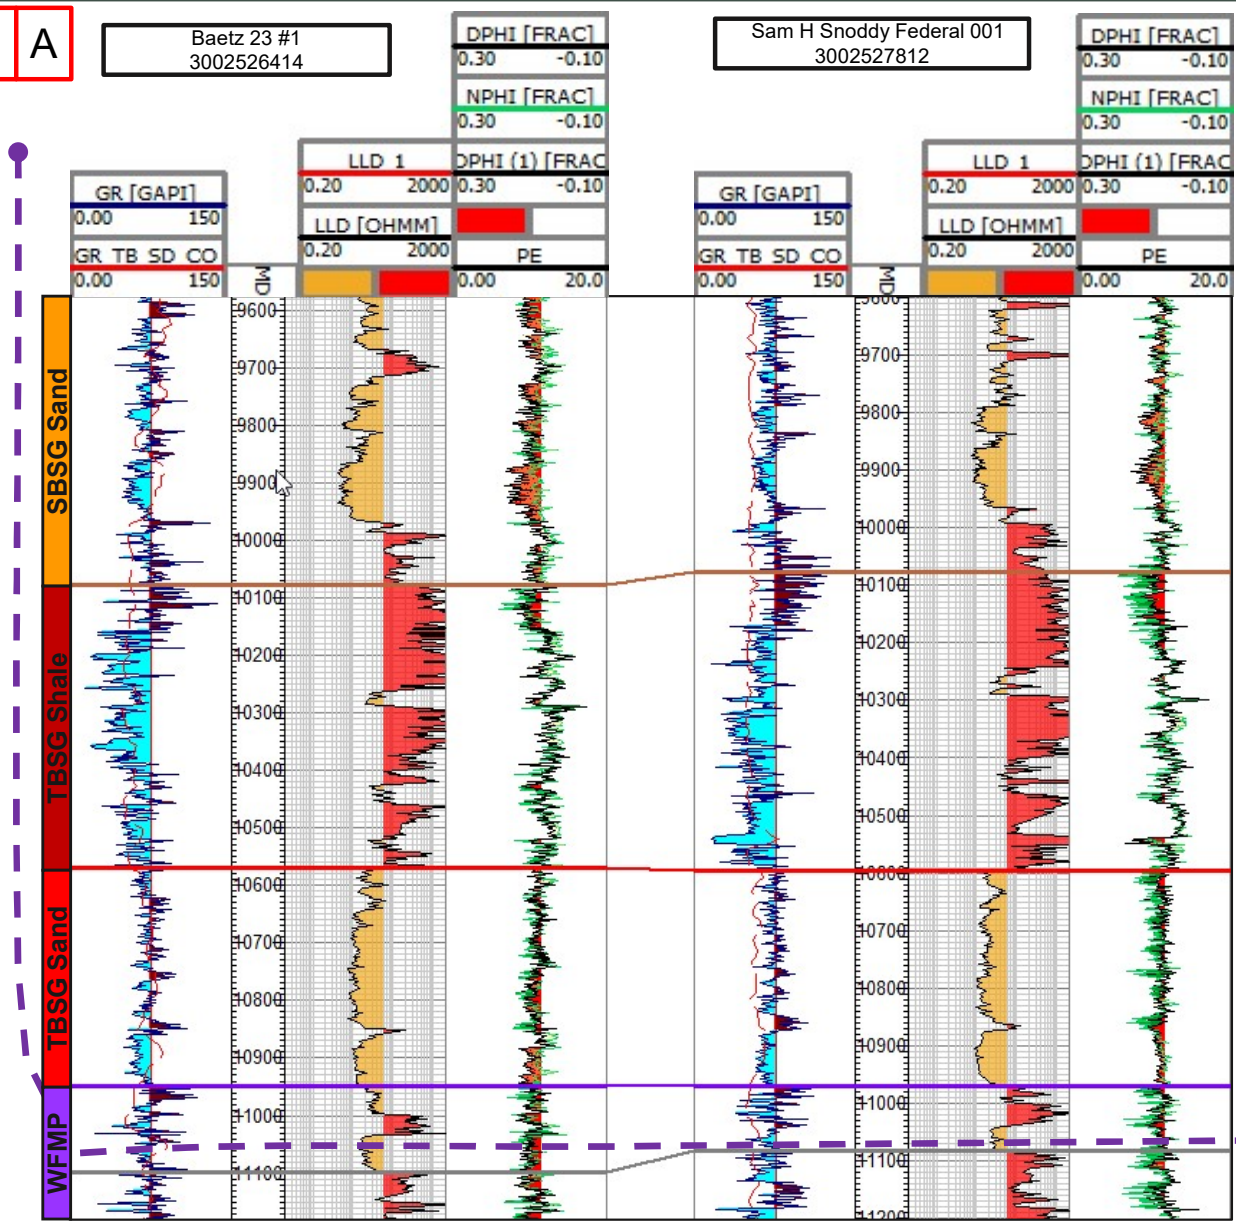 A
Baetz 23 #1
3002526414
Sam H Snoddy Federal 001
3002527812
DPHI [FRAC]
0.30 -0.10
NPHI [FRAC]
0.30 -0.10
LLD 1
0.20 2000
DPHI (1) [FRAC
0.30 -0.10
GR [GAPI]
0.00 150
LLD [OHMM]
0.20 2000
GR TB SD CO
0.00 150
MD
PE
0.00 20.0
DPHI [FRAC]
0.30 -0.10
NPHI [FRAC]
0.30 -0.10
LLD 1
0.20 2000
DPHI (1) [FRAC
0.30 -0.10
GR [GAPI]
0.00 150
LLD [OHMM]
0.20 2000
GR TB SD CO
0.00 150
MD
PE
0.00 20.0
SBSG Sand
TBSG Shale
TBSG Sand
WFMP
9600
9700
9800
9900
10000
10100
10200
10300
10400
10500
10600
10700
10800
10900
11000
11100
9600
9700
9800
9900
10000
10100
10200
10300
10400
10500
10600
10700
10800
10900
11000
11100
11200